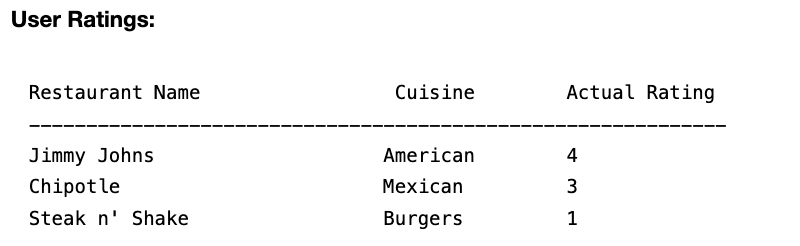 User Ratings:
Restaurant Name Cuisine Actual Rating
-------------------------------------------------------------
Jimmy Johns American 4
Chipotle Mexican 3
Steak n' Shake Burgers 1